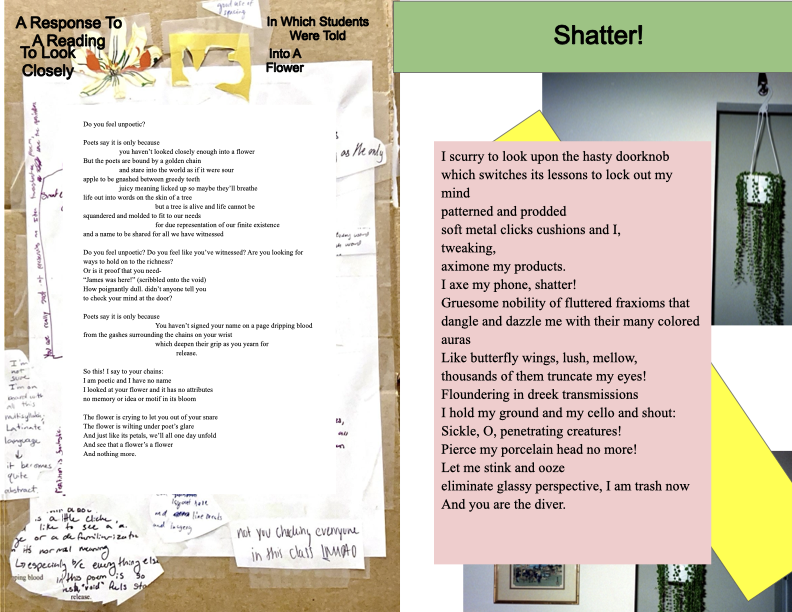 A Response To
A Reading
To Look
Closely
In Which Students
Were Told
Into A
Flower
good use of
spacing
Do you feel unpoetic?
Poets say it is only because
you haven't looked closely enough into a flower
But the poets are bound by a golden chain
and stare into the world as if it were sour
apple to be gnashed between greedy teeth
juicy meaning licked up so maybe they'll breathe
life out into words on the skin of a tree
but a tree is alive and life cannot be
squandered and molded to fit to our needs
for due representation of our finite existence
and a name to be shared for all we have witnessed
Do you feel unpoetic? Do you feel like you've witnessed? Are you looking for
ways to hold on to the richness?
Or is it proof that you need-
"James was here!" (scribbled onto the void)
How poignantly dull. didn't anyone tell you
to check your mind at the door?
Poets say it is only because
You haven't signed your name on a page dripping blood
from the gashes surrounding the chains on your wrist
which deepen their grip as you yearn for
release.
So this! I say to your chains:
I am poetic and I have no name
I looked at your flower and it has no attributes
no memory or idea or motif in its bloom
The flower is crying to let you out of your snare
The flower is wilting under poet's glare
And just like its petals, we'll all one day unfold
And see that a flower's a flower
And nothing more.
as the only
I'm
not
sure
I'm on
board with
all this
multisyllabic,
Latinate
language
↓
it becomes
quite
abstract.
is a little cliche.
like to see a
or a defamiliarization
it's normal meaning
↳ especially b/c everything else
in this poem is so
"void" feels
ping blood
release.
and line breaks
and imagery
not you checking everyone
in this class LMAO
Shatter!
I scurry to look upon the hasty doorknob
which switches its lessons to lock out my
mind
patterned and prodded
soft metal clicks cushions and I,
tweaking,
aximone my products.
I axe my phone, shatter!
Gruesome nobility of fluttered fraxioms that
dangle and dazzle me with their many colored
auras
Like butterfly wings, lush, mellow,
thousands of them truncate my eyes!
Floundering in dreek transmissions
I hold my ground and my cello and shout:
Sickle, O, penetrating creatures!
Pierce my porcelain head no more!
Let me stink and ooze
eliminate glassy perspective, I am trash now
And you are the diver.